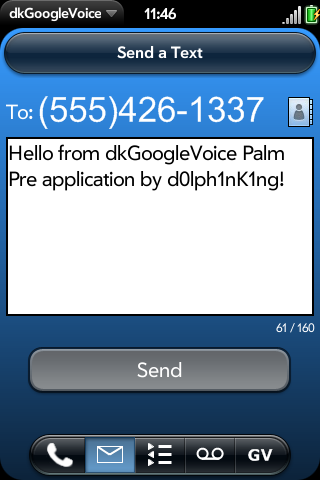 dkGoogleVoice 11:46
Send a Text
To: (555)426-1337
Hello from dkGoogleVoice Palm
Pre application by d0lph1nK1ng!
61 / 160
Send
GV